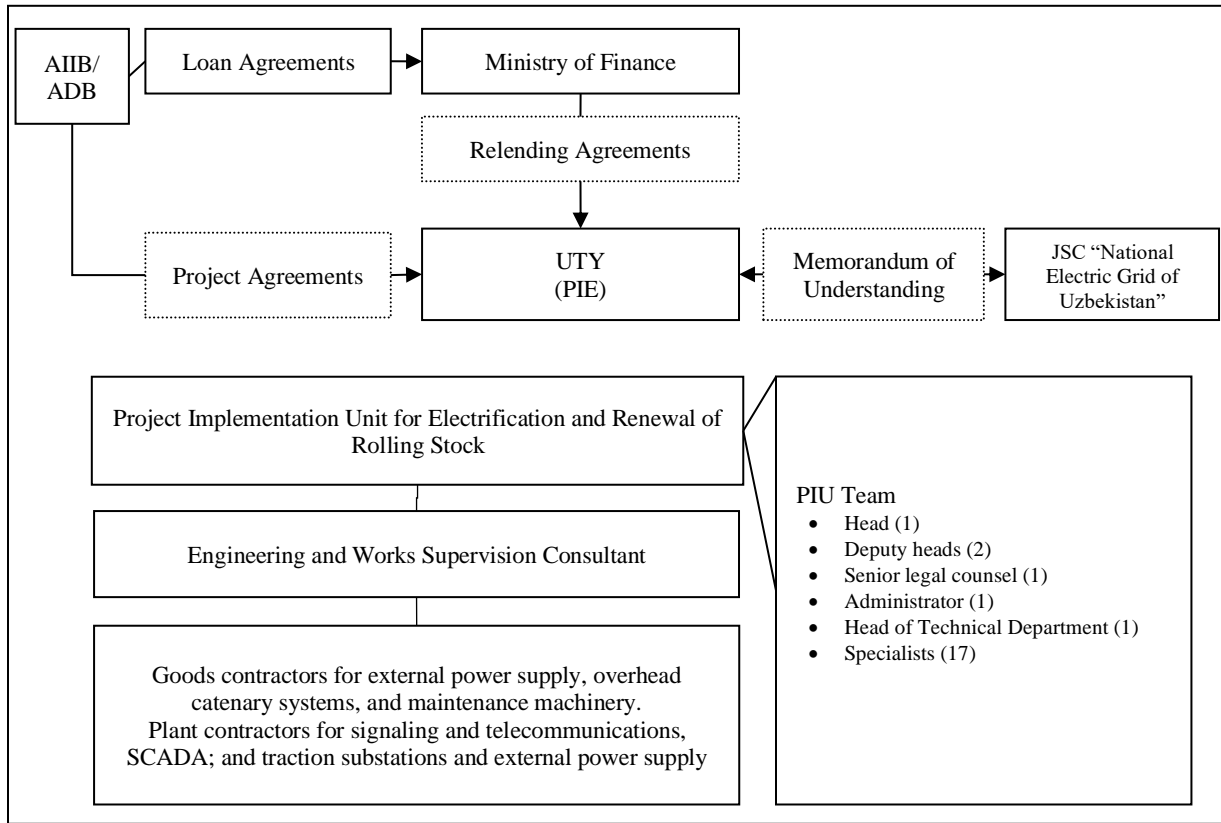 AIIB/
ADB
Loan Agreements
Ministry of Finance
Relending Agreements
Project Agreements
UTY
(PIE)
Memorandum of
Understanding
JSC “National
Electric Grid of
Uzbekistan”
Project Implementation Unit for Electrification and Renewal of
Rolling Stock
Engineering and Works Supervision Consultant
Goods contractors for external power supply, overhead
catenary systems, and maintenance machinery.
Plant contractors for signaling and telecommunications,
SCADA; and traction substations and external power supply
PIU Team
• Head (1)
• Deputy heads (2)
• Senior legal counsel (1)
• Administrator (1)
• Head of Technical Department (1)
• Specialists (17)